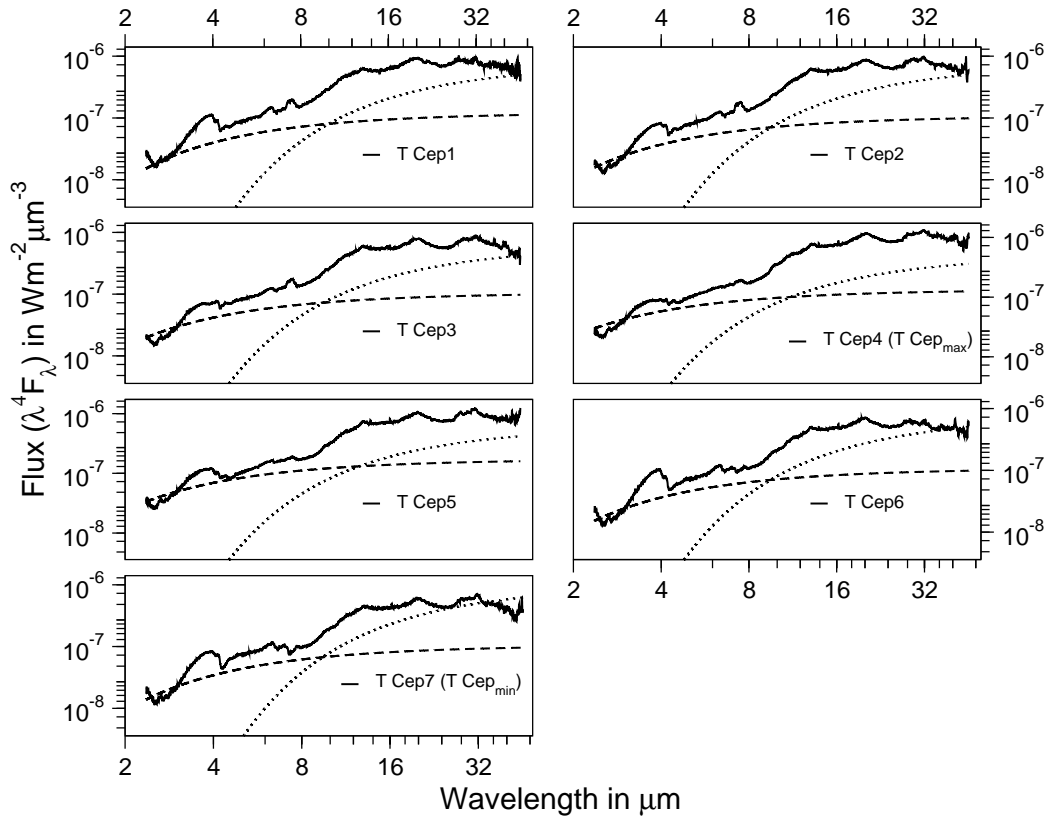 2 4 8 16 32 2 4 8 16 32
10^-6 10^-6
10^-7 10^-7
10^-8 10^-8
T Cep1 T Cep2
10^-6 10^-6
10^-7 10^-7
10^-8 10^-8
T Cep3 T Cep4 (T Cep_max)
10^-6 10^-6
10^-7 10^-7
10^-8 10^-8
T Cep5 T Cep6
2 4 8 16 32
10^-6
10^-7
10^-8
T Cep7 (T Cep_min)
2 4 8 16 32
Flux (λ^4F_λ) in Wm^-2μm^-3
Wavelength in μm